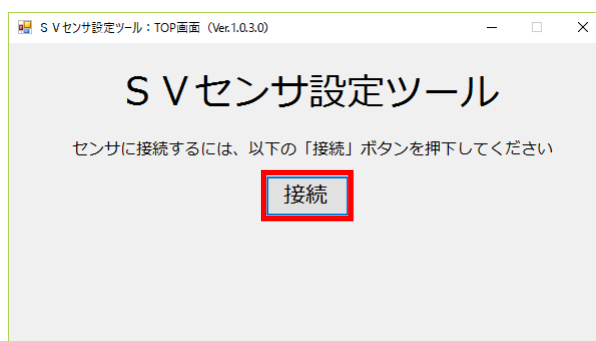 ＳＶセンサ設定ツール：TOP画面（Ver.1.0.3.0）
ＳＶセンサ設定ツール
センサに接続するには、以下の「接続」ボタンを押下してください
接続